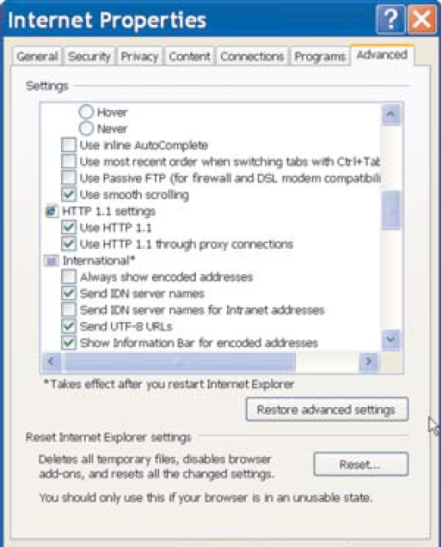 Internet Properties
General Security Privacy Content Connections Programs Advanced
Settings
Hover
Never
Use inline AutoComplete
Use most recent order when switching tabs with Ctrl+Tab
Use Passive FTP (for firewall and DSL modem compatibili
Use smooth scrolling
HTTP 1.1 settings
Use HTTP 1.1
Use HTTP 1.1 through proxy connections
International*
Always show encoded addresses
Send IDN server names
Send IDN server names for Intranet addresses
Send UTF-8 URLs
Show Information Bar for encoded addresses
*Takes effect after you restart Internet Explorer
Restore advanced settings
Reset Internet Explorer settings
Deletes all temporary files, disables browser
add-ons, and resets all the changed settings.
Reset...
You should only use this if your browser is in an unusable state.